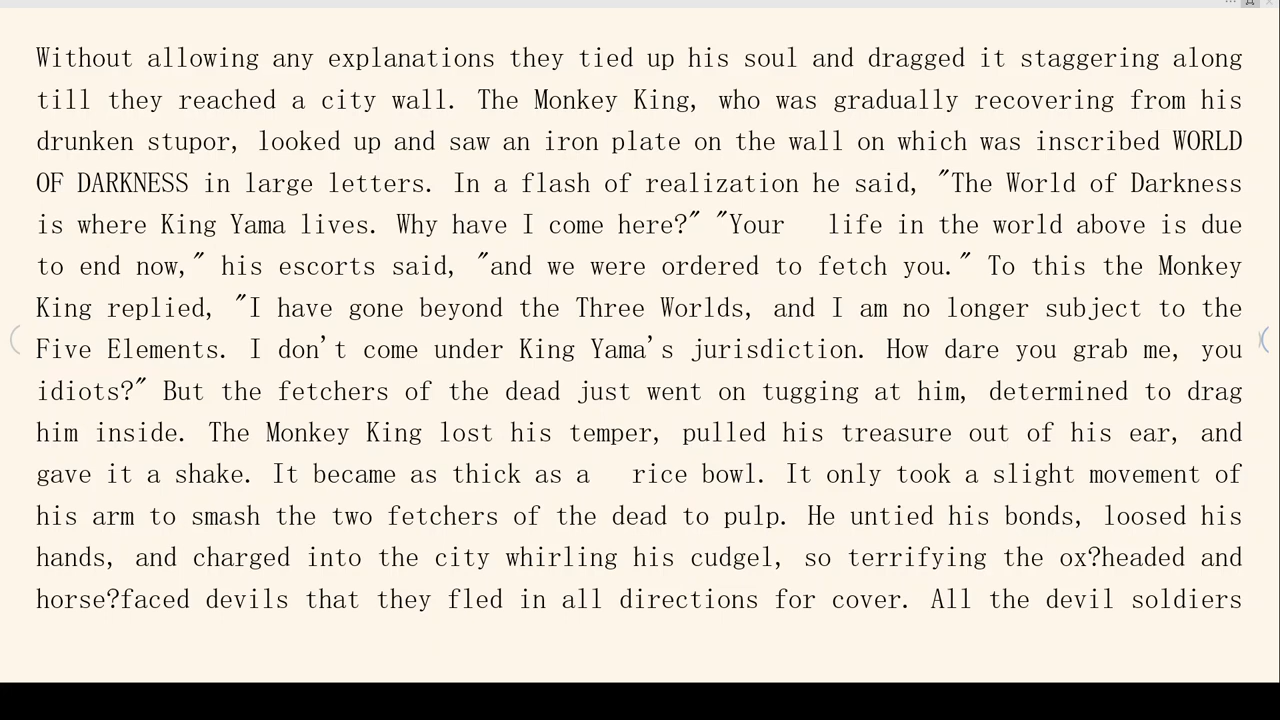 Without allowing any explanations they tied up his soul and dragged it staggering along
till they reached a city wall. The Monkey King, who was gradually recovering from his
drunken stupor, looked up and saw an iron plate on the wall on which was inscribed WORLD
OF DARKNESS in large letters. In a flash of realization he said, "The World of Darkness
is where King Yama lives. Why have I come here?" "Your   life in the world above is due
to end now," his escorts said, "and we were ordered to fetch you." To this the Monkey
King replied, "I have gone beyond the Three Worlds, and I am no longer subject to the
Five Elements. I don't come under King Yama's jurisdiction. How dare you grab me, you
idiots?" But the fetchers of the dead just went on tugging at him, determined to drag
him inside. The Monkey King lost his temper, pulled his treasure out of his ear, and
gave it a shake. It became as thick as a   rice bowl. It only took a slight movement of
his arm to smash the two fetchers of the dead to pulp. He untied his bonds, loosed his
hands, and charged into the city whirling his cudgel, so terrifying the ox?headed and
horse?faced devils that they fled in all directions for cover. All the devil soldiers